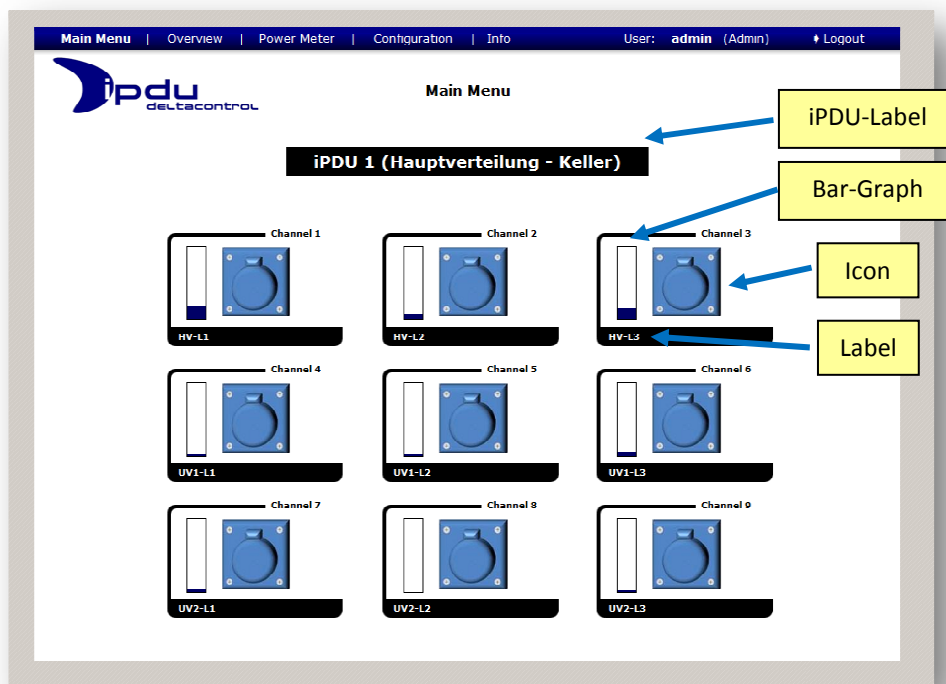 Main Menu | Overview | Power Meter | Configuration | Info User: admin (Admin) Logout
ipdu
deltacontrol
Main Menu
iPDU-Label
iPDU 1 (Hauptverteilung - Keller)
Bar-Graph
Channel 1 Channel 2 Channel 3
Icon
HV-L1 HV-L2 HV-L3
Label
Channel 4 Channel 5 Channel 6
UV1-L1 UV1-L2 UV1-L3
Channel 7 Channel 8 Channel 9
UV2-L1 UV2-L2 UV2-L3